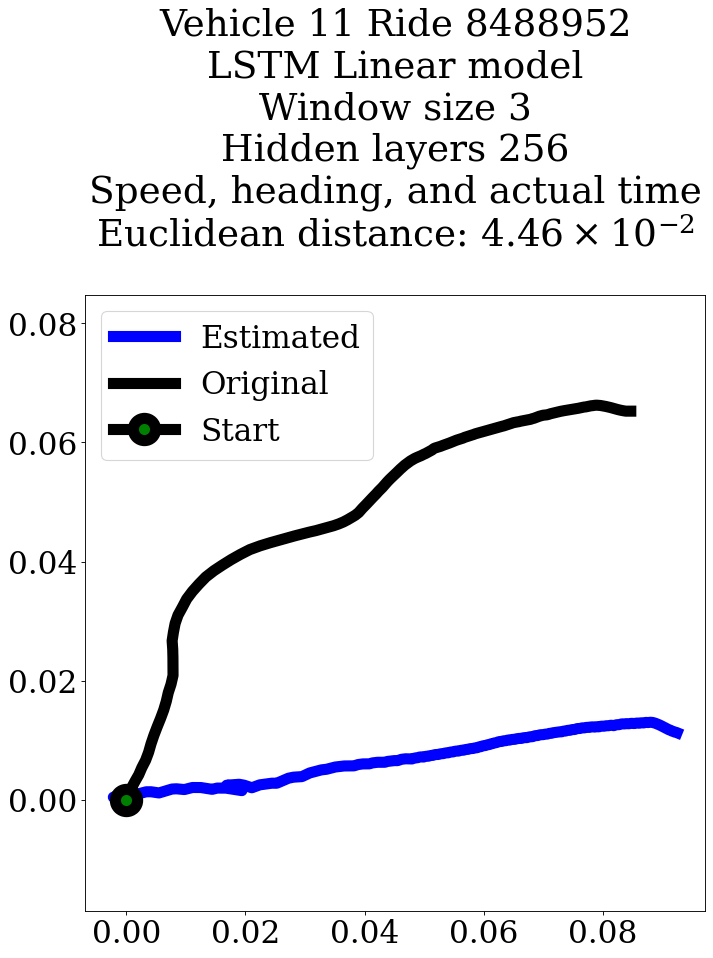 Vehicle 11 Ride 8488952
LSTM Linear model
Window size 3
Hidden layers 256
Speed, heading, and actual time
Euclidean distance: 4.46 × 10⁻²
0.08
0.06
0.04
0.02
0.00
Estimated
Original
Start
0.00 0.02 0.04 0.06 0.08